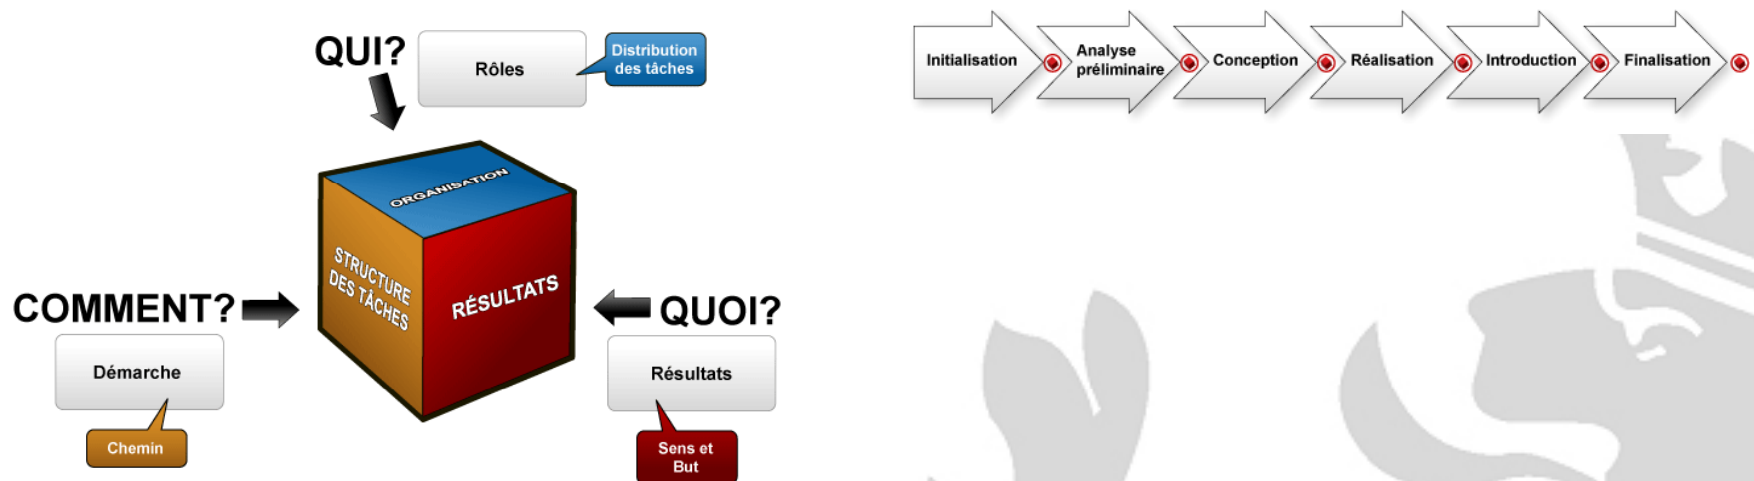 QUI?
Rôles
Distribution
des tâches
ORGANISATION
STRUCTURE
DES TÂCHES
RÉSULTATS
COMMENT?
Démarche
Chemin
QUOI?
Résultats
Sens et
But
Initialisation
Analyse
préliminaire
Conception
Réalisation
Introduction
Finalisation